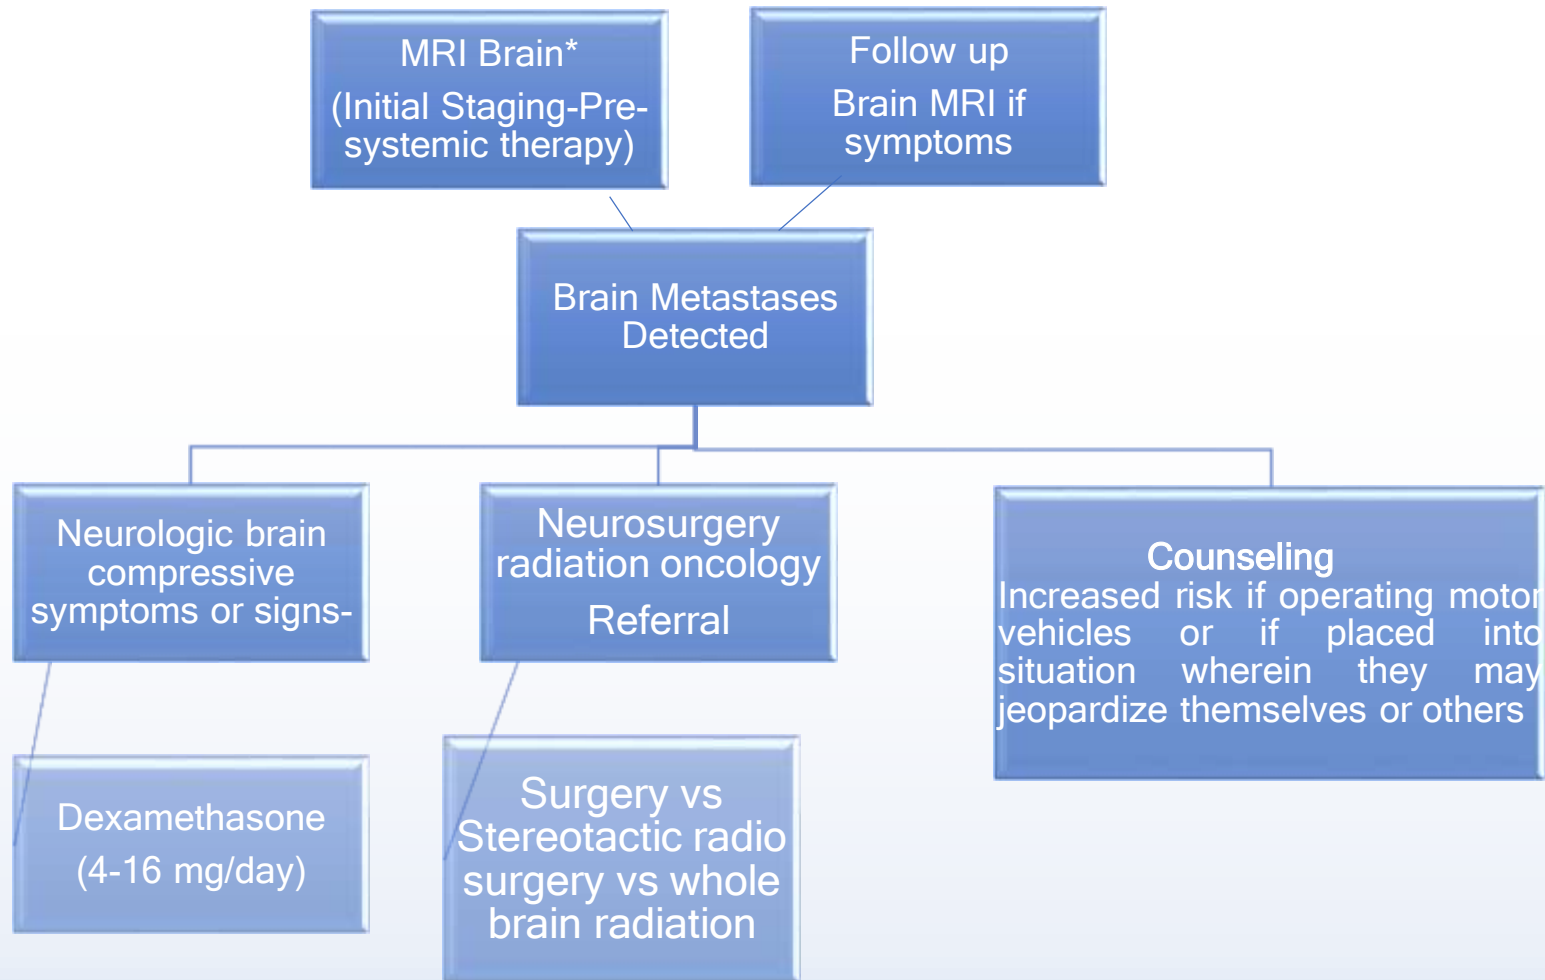 MRI Brain*
(Initial Staging-Pre-
systemic therapy)
Follow up
Brain MRI if
symptoms
Brain Metastases
Detected
Neurologic brain
compressive
symptoms or signs-
Neurosurgery
radiation oncology
Referral
Counseling
Increased risk if operating motor
vehicles or if placed into
situation wherein they may
jeopardize themselves or others
Dexamethasone
(4-16 mg/day)
Surgery vs
Stereotactic radio
surgery vs whole
brain radiation